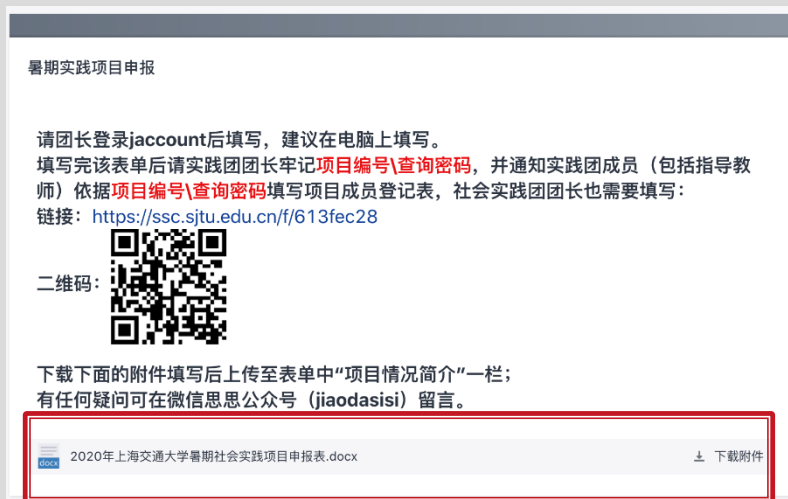 暑期实践项目申报
请团长登录jaccount后填写，建议在电脑上填写。
填写完该表单后请实践团团长牢记项目编号\查询密码，并通知实践团成员（包括指导教
师）依据项目编号\查询密码填写项目成员登记表，社会实践团团长也需要填写：
链接：https://ssc.sjtu.edu.cn/f/613fec28
二维码：
下载下面的附件填写后上传至表单中“项目情况简介”一栏；
有任何疑问可在微信思思公众号（jiaodasisi）留言。
docx 2020年上海交通大学暑期社会实践项目申报表.docx 下载附件